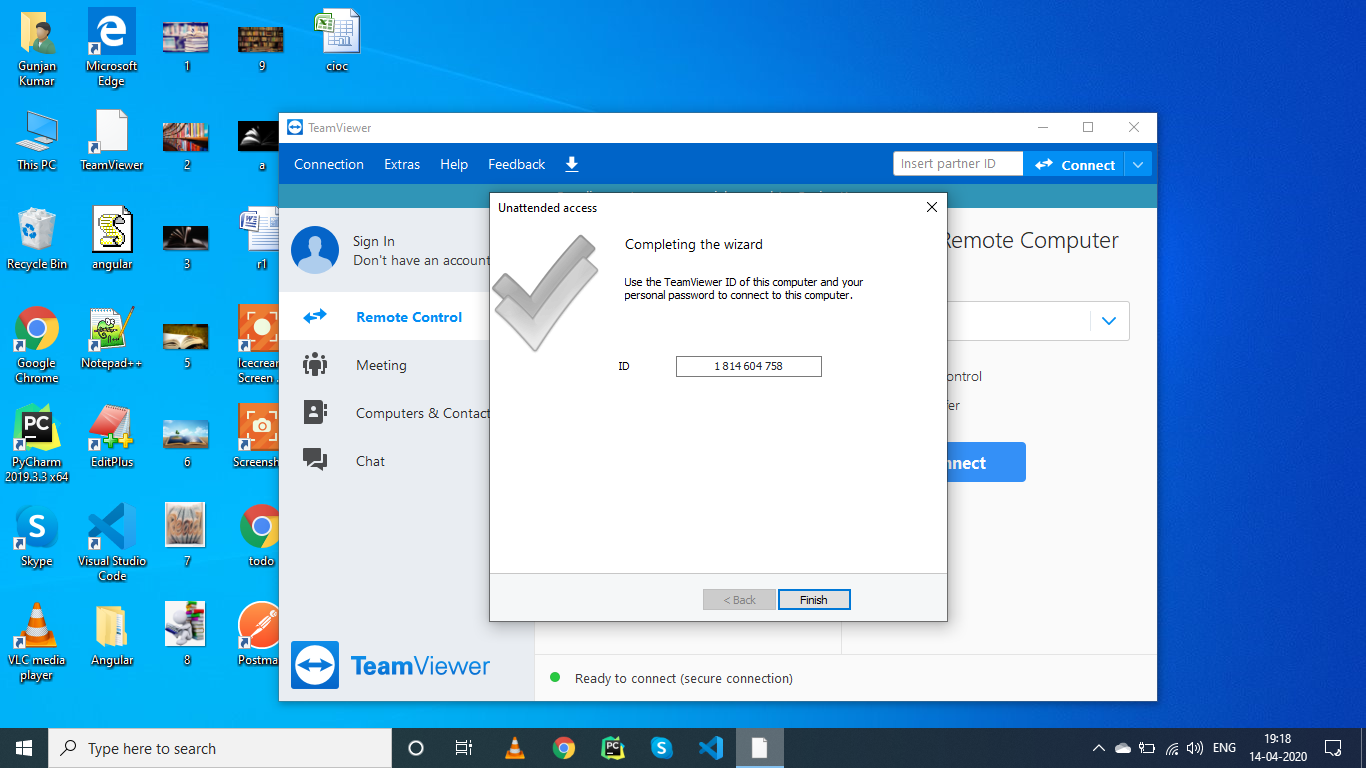 Gunjan
Kumar
Microsoft
Edge
1
9
cioc
This PC
TeamViewer
2
a
Recycle Bin
angular
3
r1
Google
Chrome
Notepad++
5
Icecream
Screen ...
PyCharm
2019.3.3 x64
EditPlus
6
Skype
Visual Studio
Code
7
todo
VLC media
player
Angular
8
TeamViewer
Connection Extras Help Feedback
Insert partner ID
Connect
Sign In
Don't have an account
Remote Control
Meeting
Computers & Contact
Chat
TeamViewer
Remote Computer
Unattended access
Completing the wizard
Use the TeamViewer ID of this computer and your
personal password to connect to this computer.
ID 1 814 604 758
< Back Finish
Ready to connect (secure connection)
Type here to search
ENG
19:18
14-04-2020